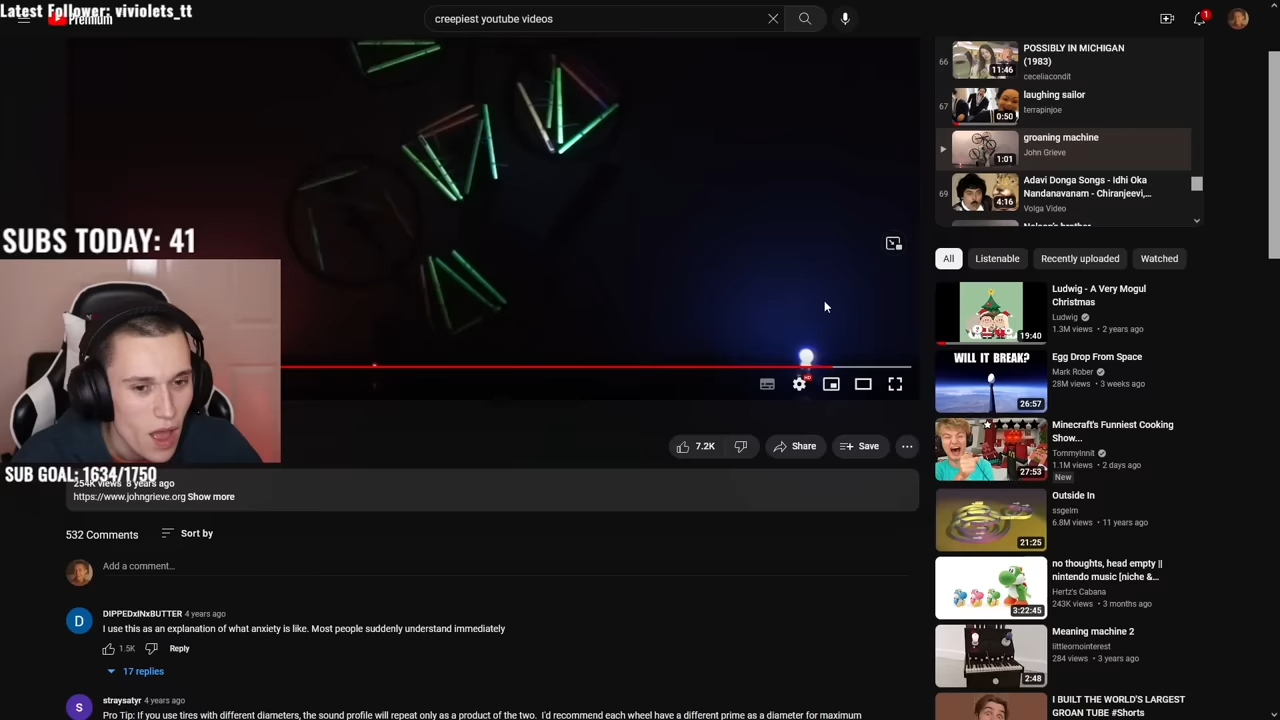 Latest Follower: viviolets_tt
Premium
creepiest youtube videos
1
66
POSSIBLY IN MICHIGAN
(1983)
11:46
ceceliacondit
67
laughing sailor
terrapinjoe
0:50
groaning machine
John Grieve
1:01
69
Adavi Donga Songs - Idhi Oka
Nandanavanam - Chiranjeevi,...
4:16
Volga Video
SUBS TODAY: 41
All
Listenable
Recently uploaded
Watched
Ludwig - A Very Mogul
Christmas
Ludwig
1.3M views • 2 years ago
19:40
WILL IT BREAK?
Egg Drop From Space
Mark Rober
28M views • 3 weeks ago
26:57
HD
Minecraft's Funniest Cooking
Show...
TommyInnit
1.1M views • 2 days ago
27:53
New
7.2K
Share
Save
SUB GOAL: 1634/1750
254K views 8 years ago
https://www.johngrieve.org Show more
Outside In
ssgelm
6.8M views • 11 years ago
21:25
532 Comments
Sort by
Add a comment...
no thoughts, head empty ||
nintendo music [niche &...
Hertz's Cabana
243K views • 3 months ago
3:22:45
D
DIPPEDxINxBUTTER 4 years ago
I use this as an explanation of what anxiety is like. Most people suddenly understand immediately
1.5K
Reply
17 replies
Meaning machine 2
littleornointerest
284 views • 3 years ago
2:48
S
straysatyr 4 years ago
Pro Tip: If you use tires with different diameters, the sound profile will repeat only as a product of the two. I'd recommend each wheel have a different prime as a diameter for maximum
I BUILT THE WORLD'S LARGEST
GROAN TUBE #Shorts